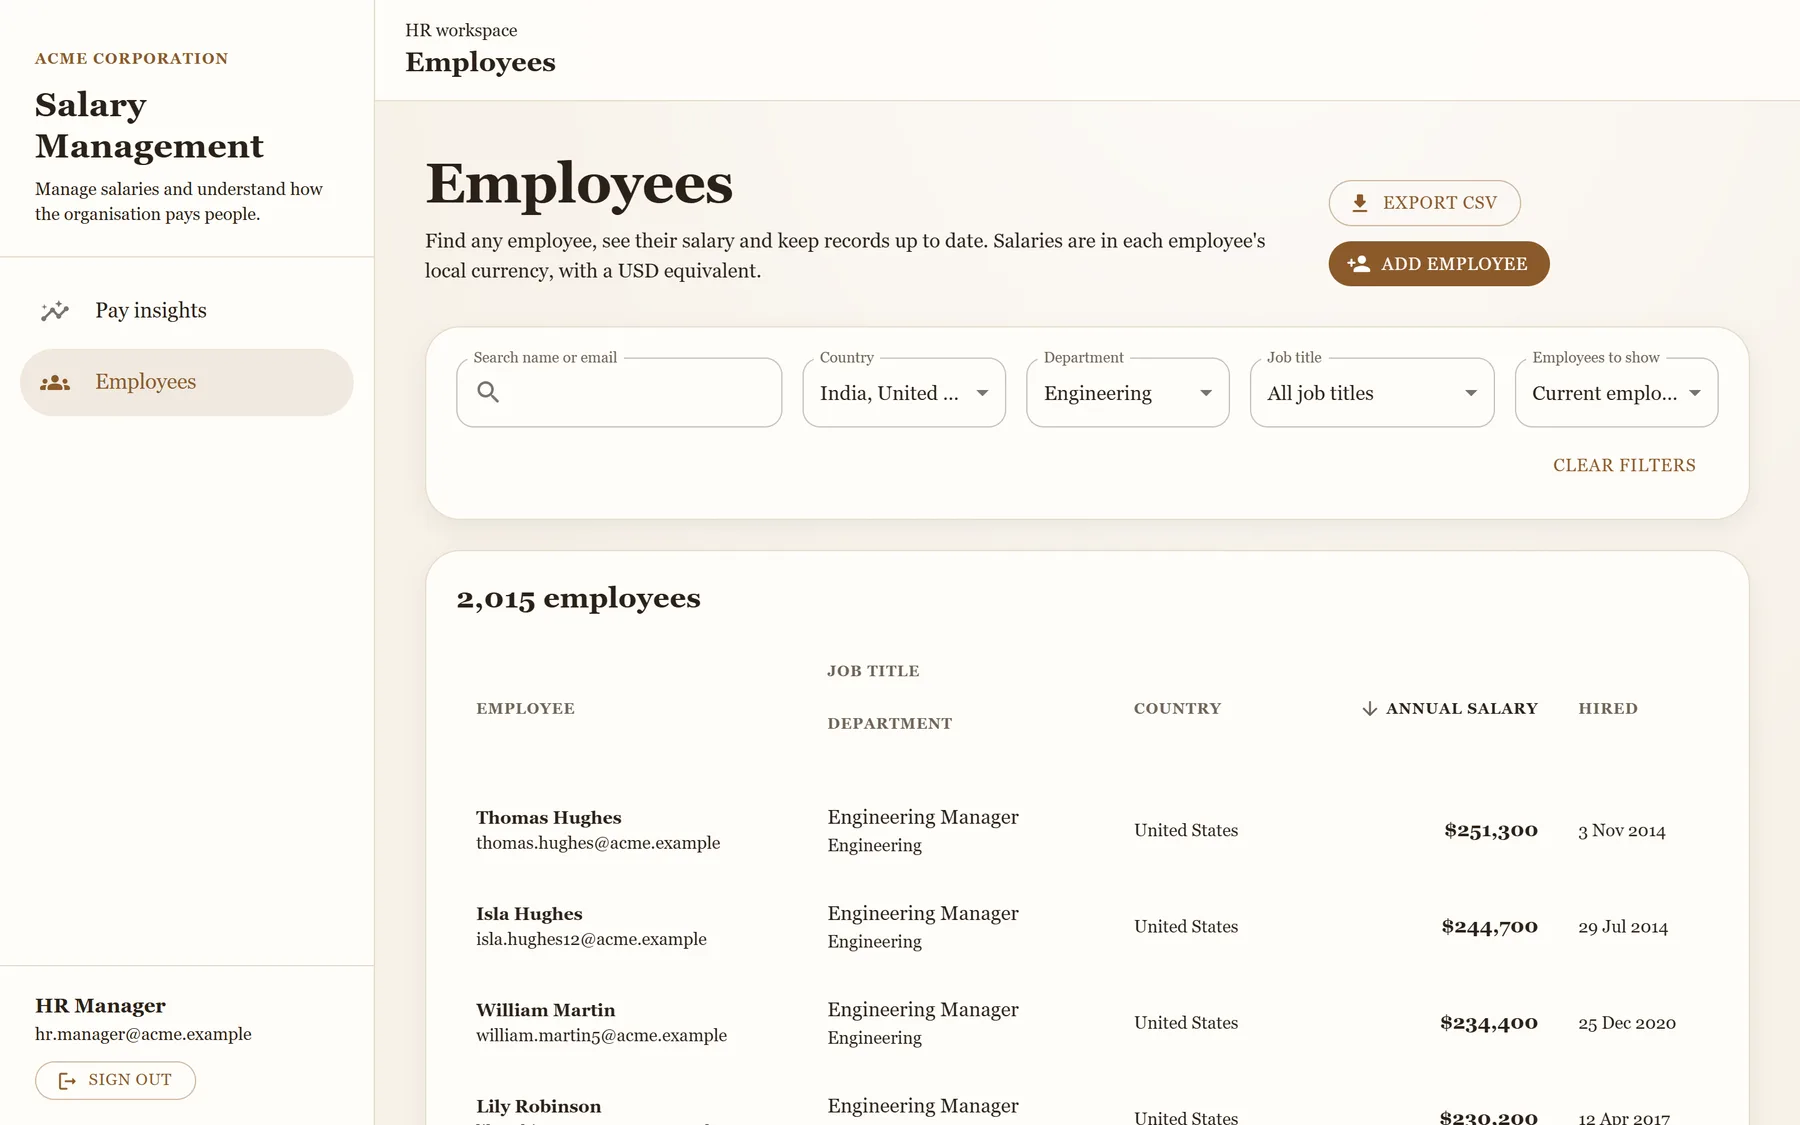 ACME CORPORATION
Salary
Management
Manage salaries and understand how
the organisation pays people.
Pay insights
Employees
HR Manager
hr.manager@acme.example
SIGN OUT
HR workspace
Employees
Employees
Find any employee, see their salary and keep records up to date. Salaries are in each employee's
local currency, with a USD equivalent.
EXPORT CSV
ADD EMPLOYEE
Search name or email
Country
India, United ...
Department
Engineering
Job title
All job titles
Employees to show
Current emplo...
CLEAR FILTERS
2,015 employees
EMPLOYEE
JOB TITLE
DEPARTMENT
COUNTRY
ANNUAL SALARY
HIRED
Thomas Hughes
thomas.hughes@acme.example
Engineering Manager
Engineering
United States
$251,300
3 Nov 2014
Isla Hughes
isla.hughes12@acme.example
Engineering Manager
Engineering
United States
$244,700
29 Jul 2014
William Martin
william.martin5@acme.example
Engineering Manager
Engineering
United States
$234,400
25 Dec 2020
Lily Robinson
Engineering Manager
United States
$230,200
12 Apr 2017